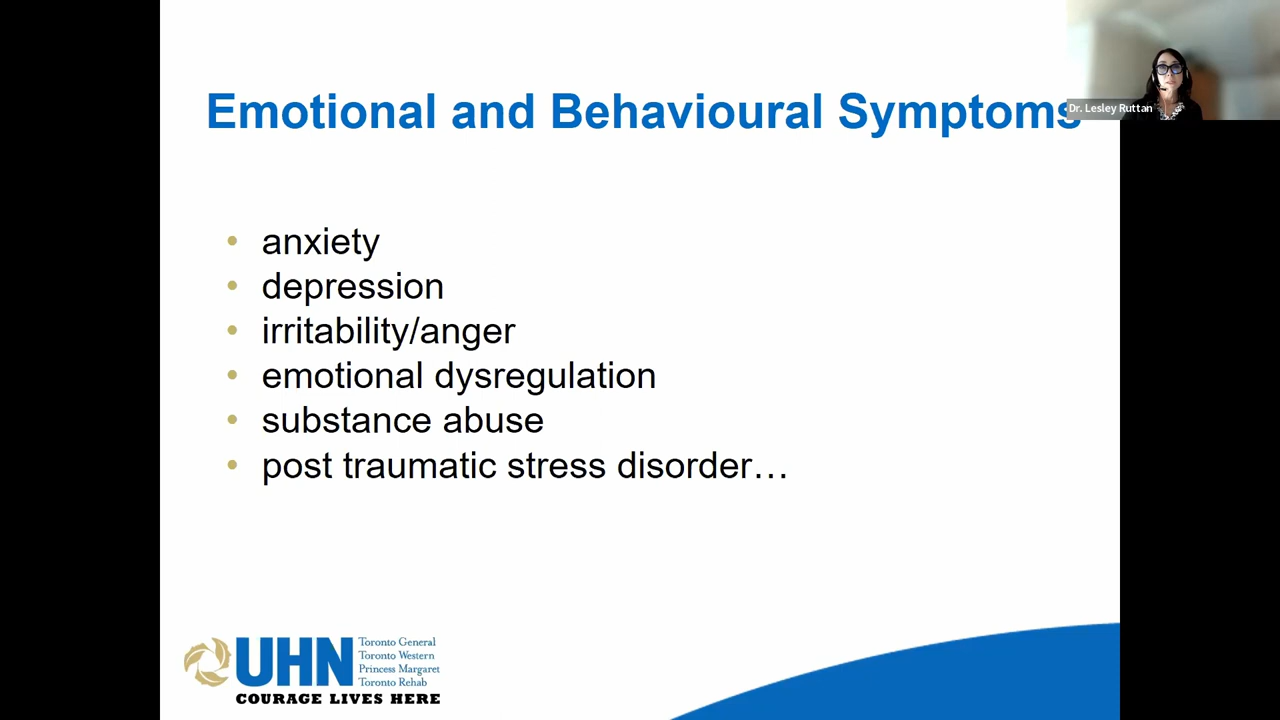 Emotional and Behavioural Symptoms
Dr. Lesley Ruttan
• anxiety
• depression
• irritability/anger
• emotional dysregulation
• substance abuse
• post traumatic stress disorder…
UHN
Toronto General
Toronto Western
Princess Margaret
Toronto Rehab
COURAGE LIVES HERE